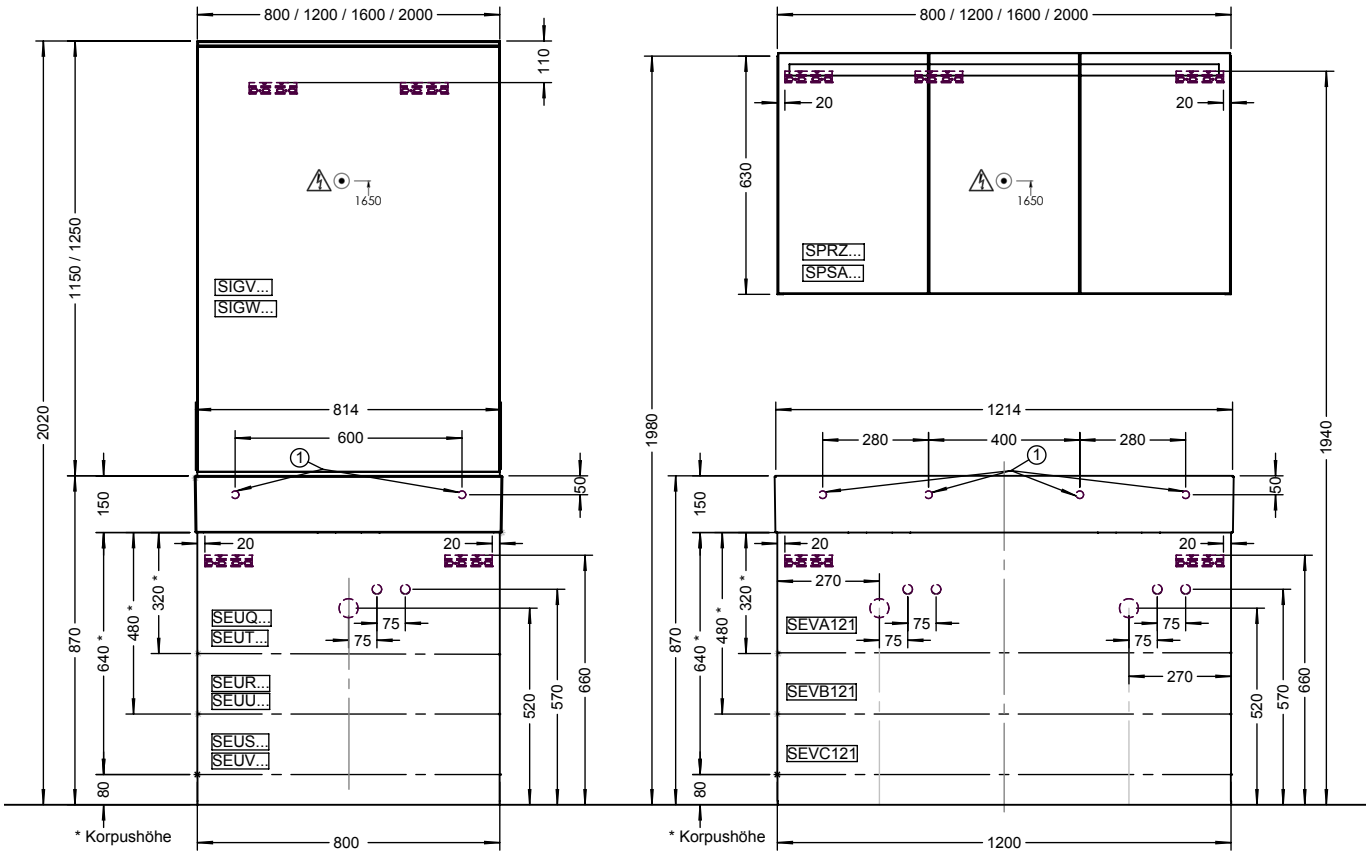 800 / 1200 / 1600 / 2000
110
1650
1150 / 1250
SIGV...
SIGW...
2020
814
600
1
50
150
20
20
320 *
480 *
640 *
870
SEUQ...
SEUT...
75
75
SEUR...
SEUU...
520
570
660
SEUS...
SEUV...
80
* Korpushöhe
800
800 / 1200 / 1600 / 2000
20
20
630
1650
SPRZ...
SPSA...
1980
1940
1214
280
400
280
1
50
150
20
20
270
320 *
480 *
640 *
870
SEVA121
75
75
75
75
270
SEVB121
520
570
660
SEVC121
80
* Korpushöhe
1200